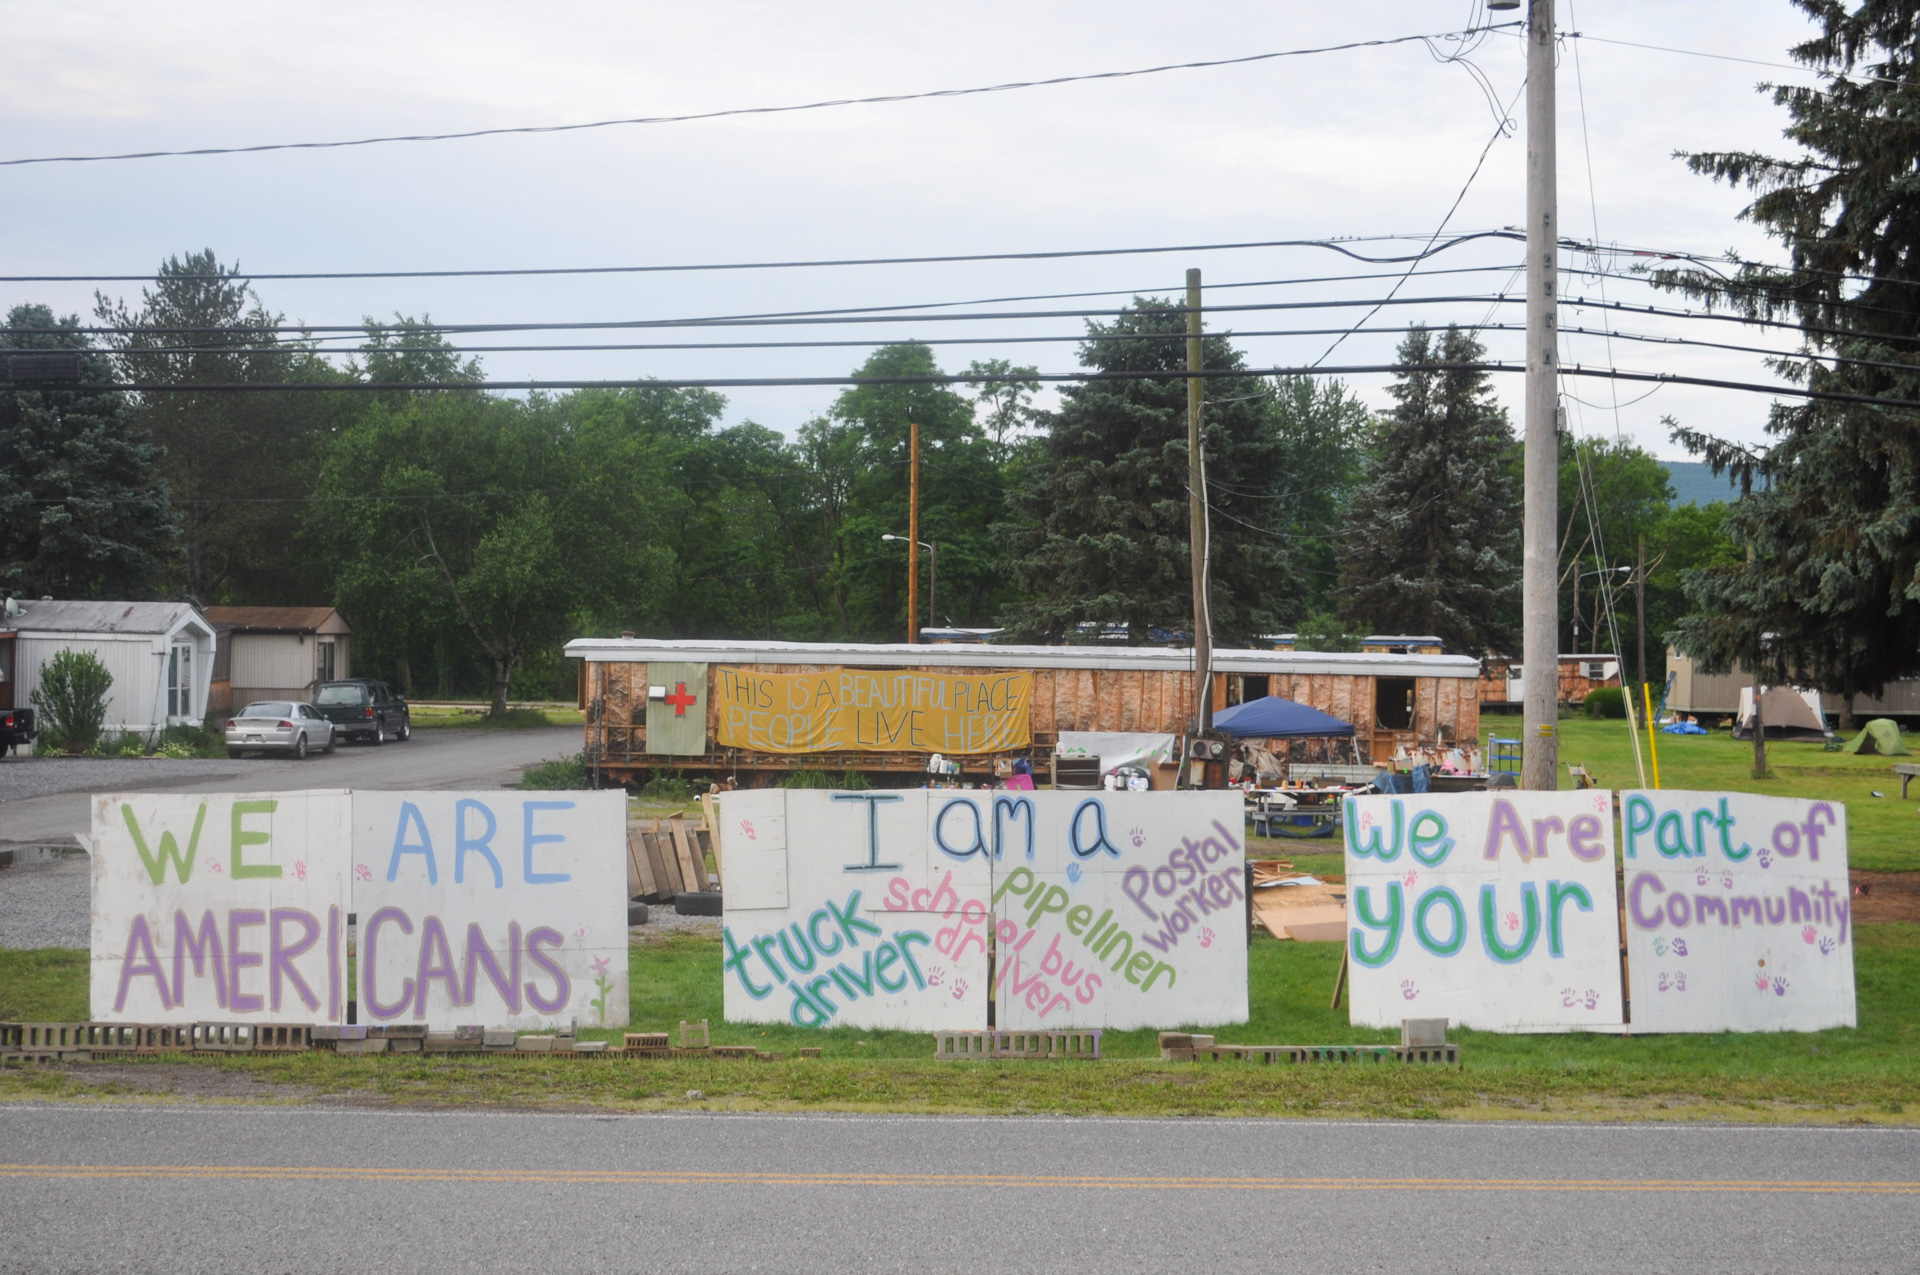 THIS IS A BEAUTIFUL PLACE
PEOPLE LIVE HERE
WE ARE
AMERICANS
I am a
truck
driver
school bus
driver
PIPelIner
Postal
Worker
We Are Part of
your Community